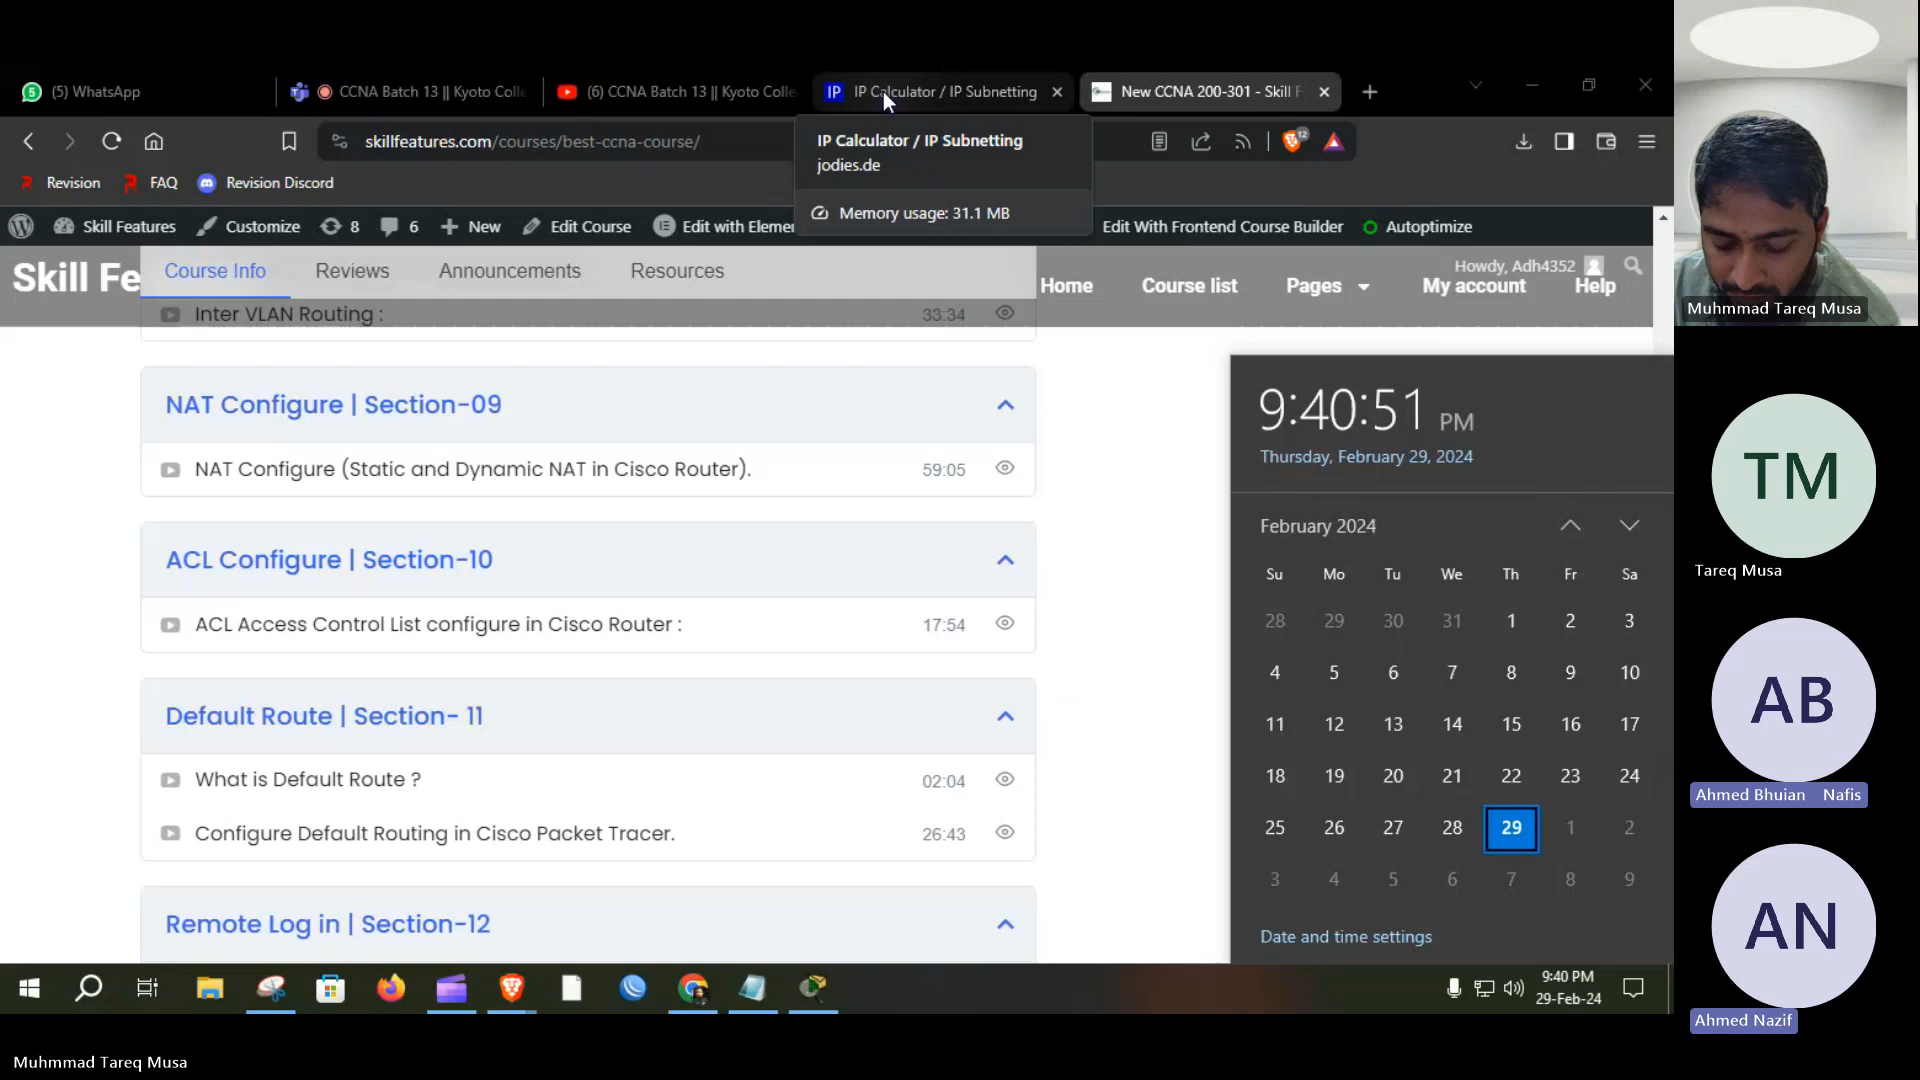 (5) WhatsApp
CCNA Batch 13 || Kyoto Colle
(6) CCNA Batch 13 || Kyoto Colle
IP
IP Calculator / IP Subnetting
New CCNA 200-301 - Skill F
skillfeatures.com/courses/best-ccna-course/
12
IP Calculator / IP Subnetting
jodies.de
Memory usage: 31.1 MB
Revision
FAQ
Revision Discord
Skill Features
Customize
8
6
New
Edit Course
Edit with Elemen
Edit With Frontend Course Builder
Autoptimize
Skill Fe
Course Info
Reviews
Announcements
Resources
Howdy, Adh4352
Home
Course list
Pages
My account
Help
Inter VLAN Routing :
33:34
NAT Configure | Section-09
NAT Configure (Static and Dynamic NAT in Cisco Router).
59:05
ACL Configure | Section-10
ACL Access Control List configure in Cisco Router :
17:54
Default Route | Section- 11
What is Default Route ?
02:04
Configure Default Routing in Cisco Packet Tracer.
26:43
Remote Log in | Section-12
9:40:51 PM
Thursday, February 29, 2024
February 2024
Su Mo Tu We Th Fr Sa
28 29 30 31 1 2 3
4 5 6 7 8 9 10
11 12 13 14 15 16 17
18 19 20 21 22 23 24
25 26 27 28 29 1 2
3 4 5 6 7 8 9
Date and time settings
9:40 PM
29-Feb-24
Muhmmad Tareq Musa
TM
Tareq Musa
AB
Ahmed Bhuian Nafis
AN
Ahmed Nazif
Muhmmad Tareq Musa